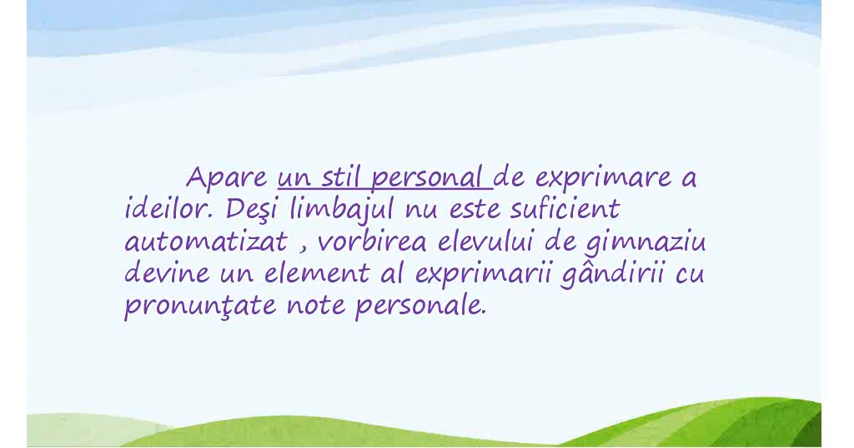 Apare un stil personal de exprimare a
ideilor. Deşi limbajul nu este suficient
automatizat , vorbirea elevului de gimnaziu
devine un element al exprimarii gândirii cu
pronunţate note personale.